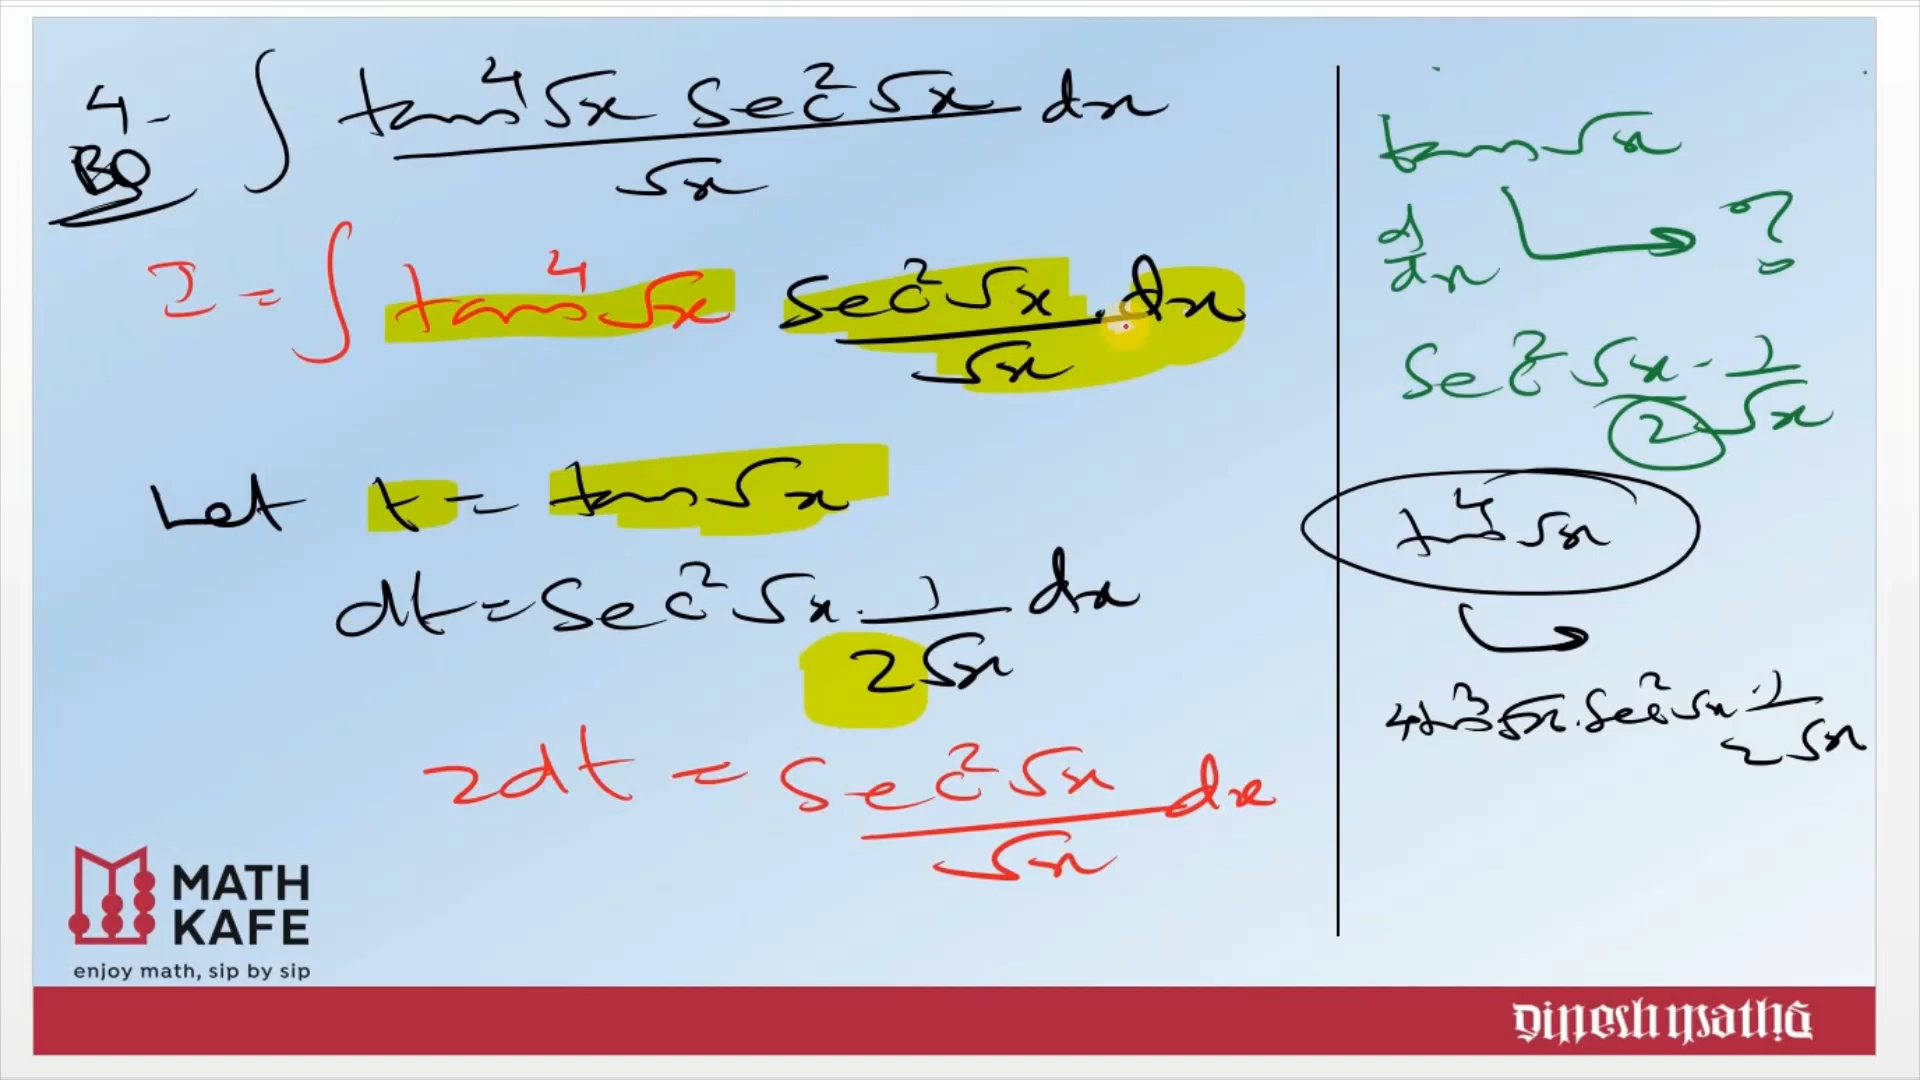 4- ∫ tan⁴√x sec²√x dx
BQ √x
I = ∫ tan⁴√x sec²√x . dx
√x
Let t = tan√x
dt = sec²√x . 1 dx
2√x
2dt = sec²√x dx
√x
tan√x
d ?
dx
sec²√x . 1
2√x
tan⁴√x
4tan³√x . sec²√x . 1
2√x
MATH
KAFE
enjoy math, sip by sip
Dinesh maths